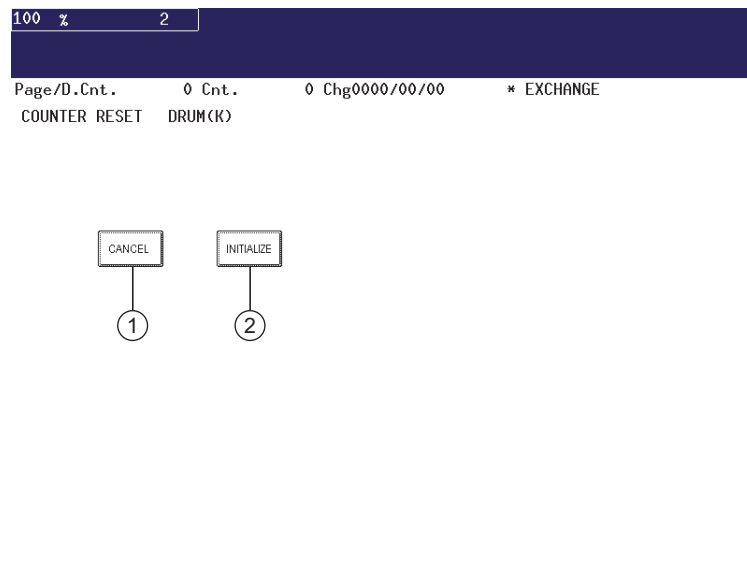 100 % 2
Page/D.Cnt. 0 Cnt. 0 Chg0000/00/00 * EXCHANGE
COUNTER RESET DRUM(K)
CANCEL INITIALIZE
1 2